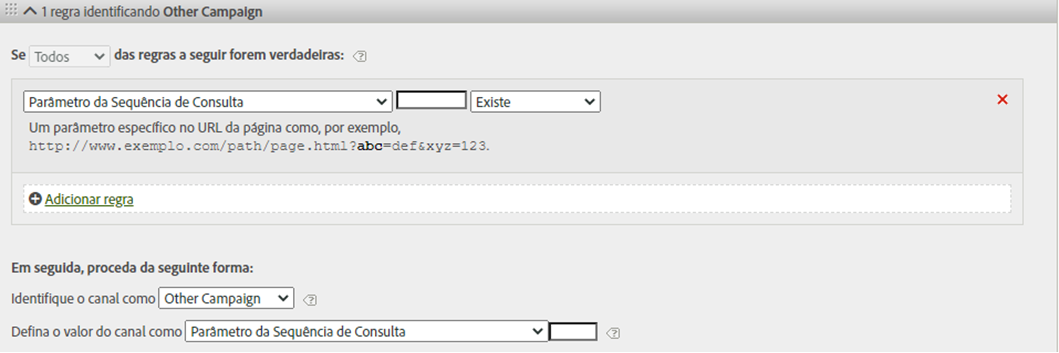 1 regra identificando Other Campaign
Se Todos das regras a seguir forem verdadeiras:
Parâmetro da Sequência de Consulta Existe
Um parâmetro específico no URL da página como, por exemplo,
http://www.exemplo.com/path/page.html?abc=def&xyz=123.
Adicionar regra
Em seguida, proceda da seguinte forma:
Identifique o canal como Other Campaign
Defina o valor do canal como Parâmetro da Sequência de Consulta